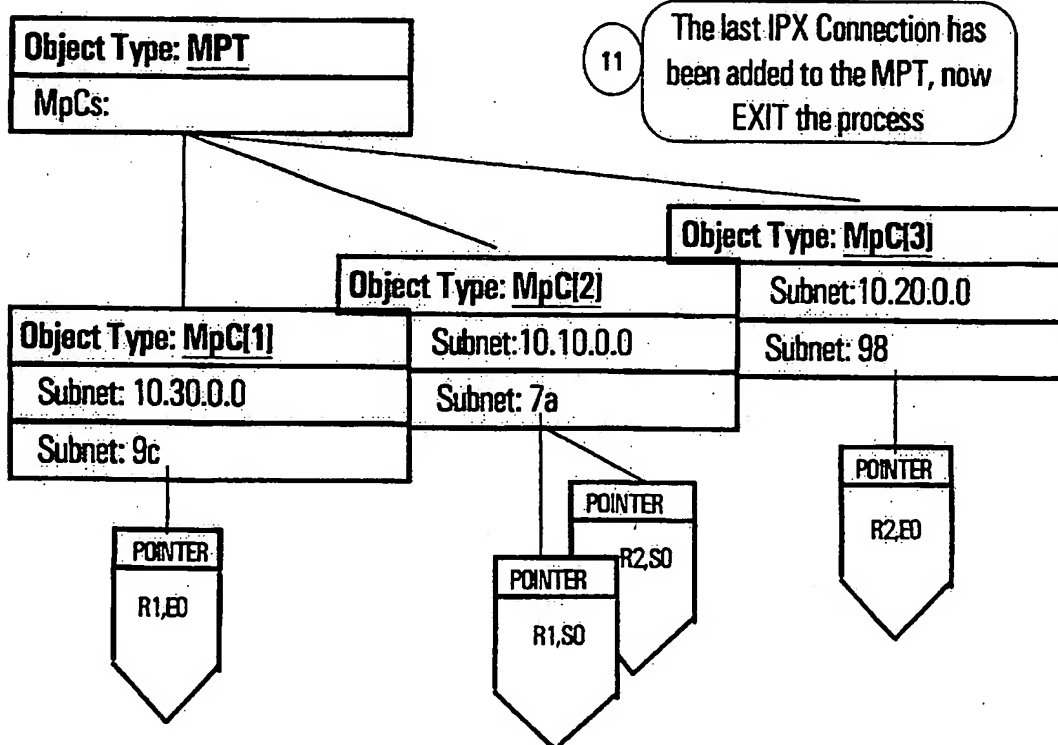 Object Type: MPT
MpCs:
11
The last IPX Connection has
been added to the MPT, now
EXIT the process
Object Type: MpC[3]
Subnet:10.20.0.0
Subnet: 98
Object Type: MpC[2]
Subnet:10.10.0.0
Subnet: 7a
Object Type: MpC[1]
Subnet: 10.30.0.0
Subnet: 9c
POINTER
R1,E0
POINTER
R1,S0
POINTER
R2,S0
POINTER
R2,E0